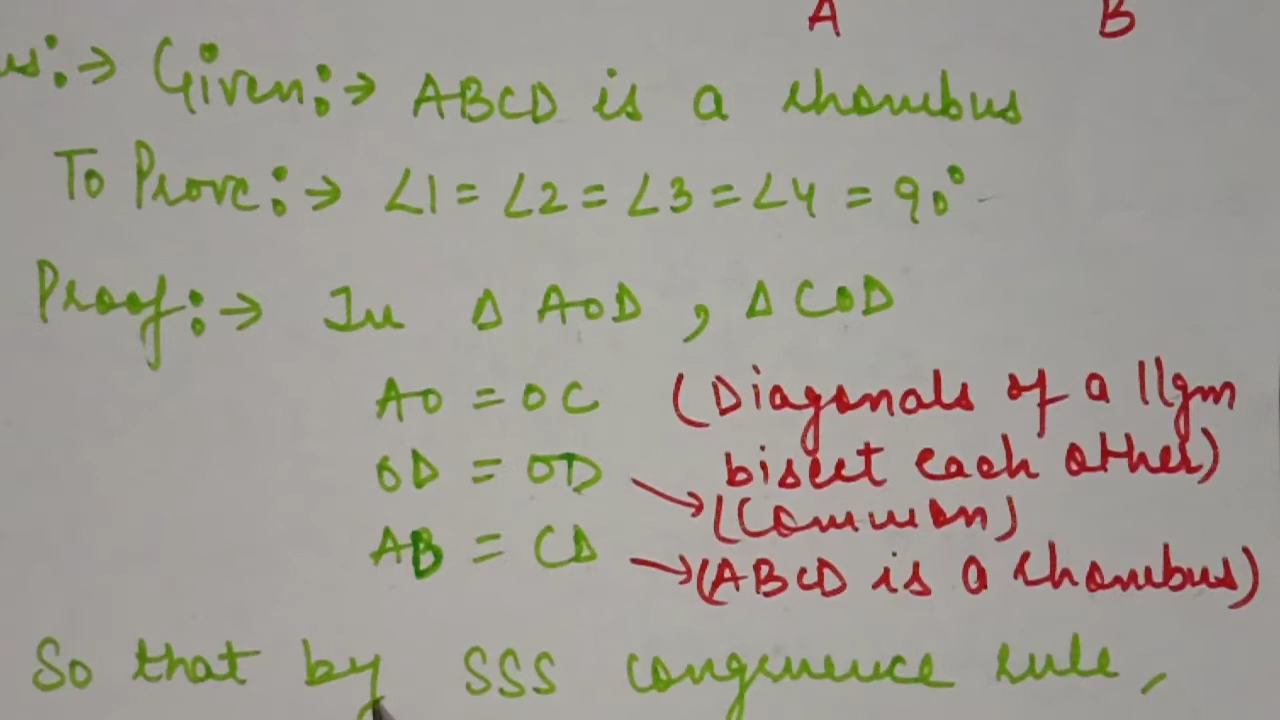 A B
Given:→ ABCD is a rhombus
To Prove:→ ∠1 = ∠2 = ∠3 = ∠4 = 90°
Proof:→ In Δ AOD , Δ COD
AO = OC (Diagonals of a ||gm
bisect each other)
OD = OD
→(Common)
AB = CD →(ABCD is a rhombus)
So that by SSS congruence rule,